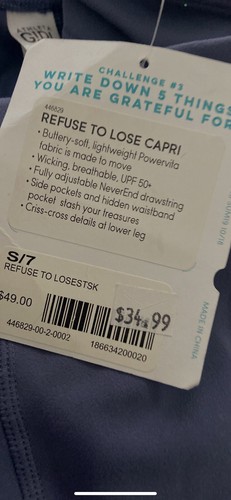 ATHLETA
GIRL
CHALLENGE #3
WRITE DOWN 5 THINGS
YOU ARE GRATEFUL FOR
446829
REFUSE TO LOSE CAPRI
• Buttery-soft, lightweight Powervita
fabric is made to move
• Wicking, breathable, UPF 50+
• Fully adjustable NeverEnd drawstring
• Side pockets and hidden waistband
pocket stash your treasures
• Criss-cross details at lower leg
S/7
REFUSE TO LOSESTSK
$49.00
$34.99
446829-00-2-0002
186634200020
MADE IN CHINA